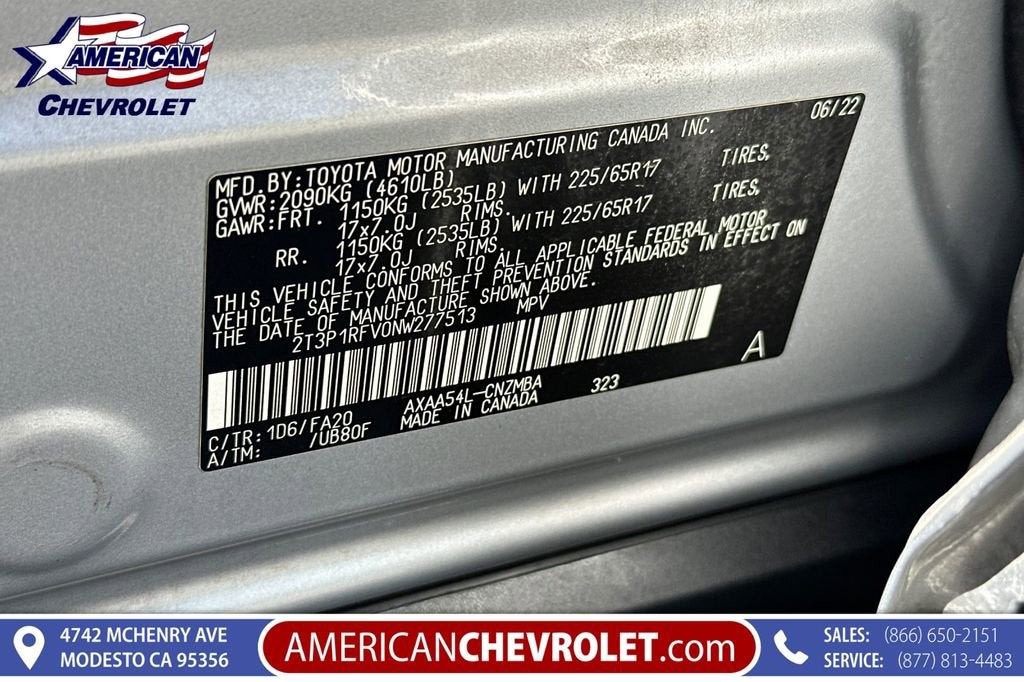 AMERICAN
CHEVROLET
06/22
MFD.BY:TOYOTA MOTOR MANUFACTURING CANADA INC.
GVWR:2090KG (4610LB)
GAWR:FRT. 1150KG (2535LB) WITH 225/65R17 TIRES,
17x7.0J RIMS.
RR. 1150KG (2535LB) WITH 225/65R17 TIRES,
17x7.0J RIMS.
THIS VEHICLE CONFORMS TO ALL APPLICABLE FEDERAL MOTOR
VEHICLE SAFETY AND THEFT PREVENTION STANDARDS IN EFFECT ON
THE DATE OF MANUFACTURE SHOWN ABOVE.
2T3P1RFV0NW277513 MPV
A
C/TR: 1D6/FA20 AXAA54L-CNZMBA 323
A/TM: /UB80F MADE IN CANADA
4742 MCHENRY AVE
MODESTO CA 95356
AMERICANCHEVROLET.com
SALES: (866) 650-2151
SERVICE: (877) 813-4483